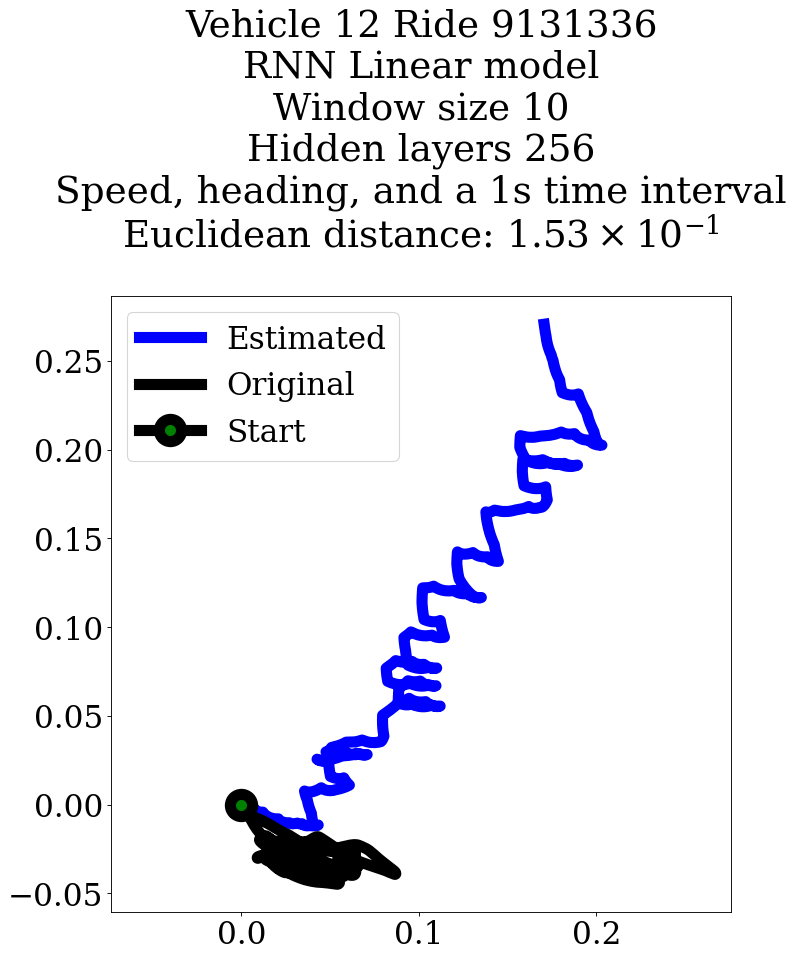 Vehicle 12 Ride 9131336
RNN Linear model
Window size 10
Hidden layers 256
Speed, heading, and a 1s time interval
Euclidean distance: 1.53 × 10⁻¹
Estimated
Original
Start
0.25
0.20
0.15
0.10
0.05
0.00
−0.05
0.0 0.1 0.2